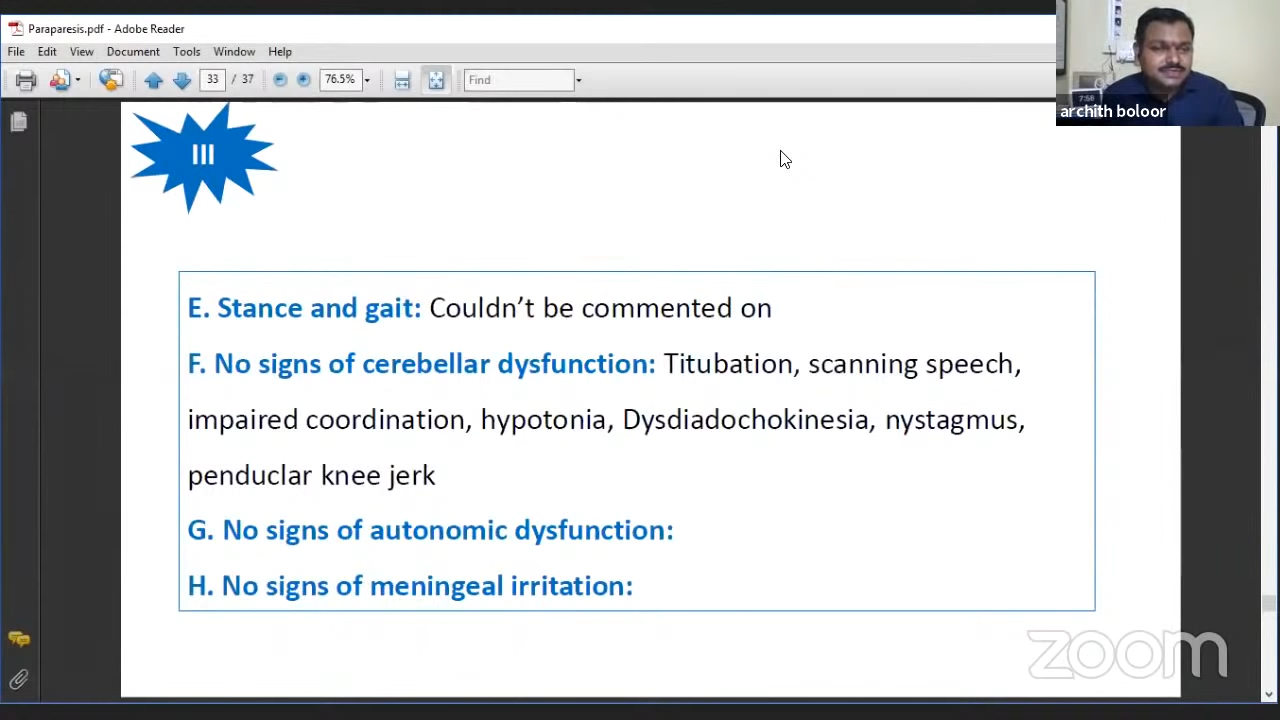 Paraparesis.pdf - Adobe Reader
File Edit View Document Tools Window Help
33 / 37 76.5% Find
7:56
archith boloor
III
E. Stance and gait: Couldn't be commented on
F. No signs of cerebellar dysfunction: Titubation, scanning speech,
impaired coordination, hypotonia, Dysdiadochokinesia, nystagmus,
penduclar knee jerk
G. No signs of autonomic dysfunction:
H. No signs of meningeal irritation:
zoom